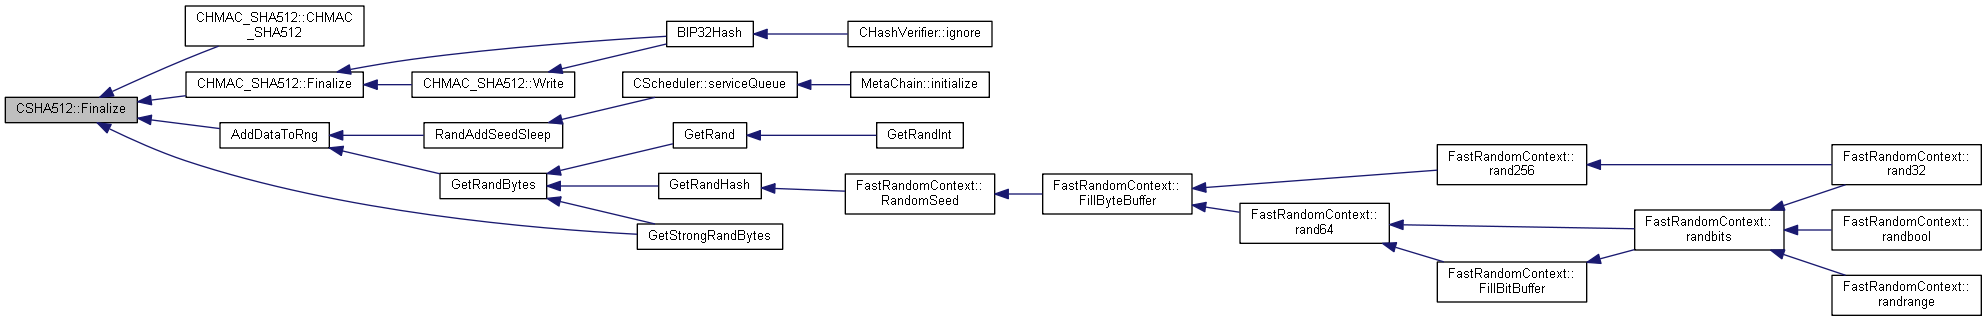 CSHA512::Finalize
CHMAC_SHA512::CHMAC
_SHA512
CHMAC_SHA512::Finalize
AddDataToRng
CHMAC_SHA512::Write
RandAddSeedSleep
GetRandBytes
BIP32Hash
CScheduler::serviceQueue
GetRand
GetRandHash
GetStrongRandBytes
CHashVerifier::ignore
MetaChain::initialize
GetRandInt
FastRandomContext::
RandomSeed
FastRandomContext::
FillByteBuffer
FastRandomContext::
rand64
FastRandomContext::
rand256
FastRandomContext::
FillBitBuffer
FastRandomContext::
randbits
FastRandomContext::
rand32
FastRandomContext::
randbool
FastRandomContext::
randrange